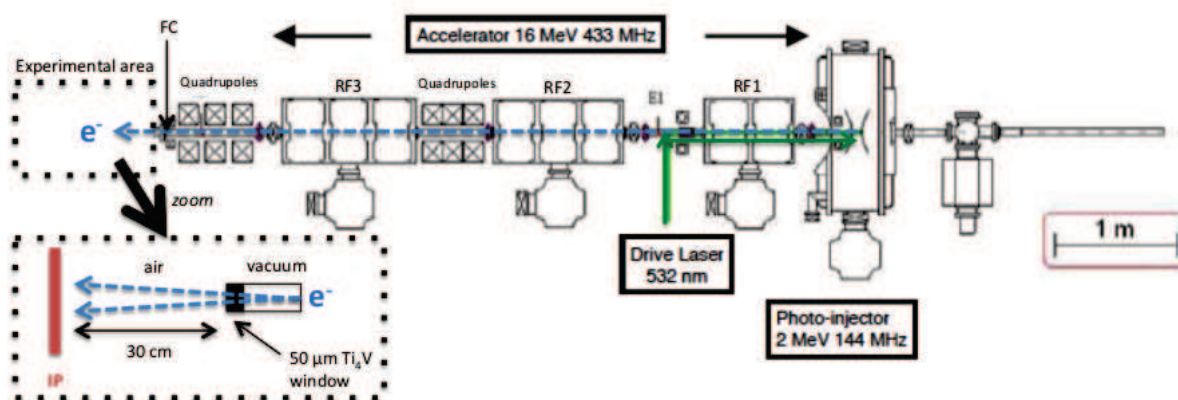 FC
Accelerator 16 MeV 433 MHz
Experimental area
Quadrupoles
RF3
Quadrupoles
RF2
E1
RF1
e-
zoom
1 m
Drive Laser
532 nm
air
vacuum
e-
30 cm
50 µm Ti₄V
window
IP
Photo-injector
2 MeV 144 MHz